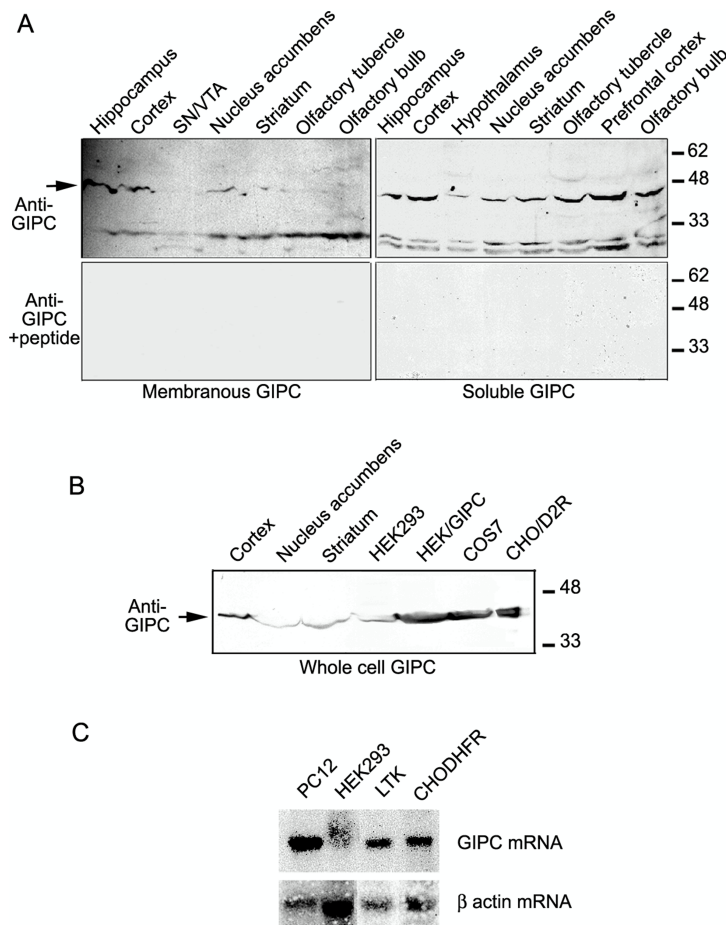 A
Hippocampus
Cortex
SN/VTA
Nucleus accumbens
Striatum
Olfactory tubercle
Olfactory bulb
Hippocampus
Cortex
Hypothalamus
Nucleus accumbens
Striatum
Olfactory tubercle
Prefrontal cortex
Olfactory bulb
Anti-
GIPC
62
48
33
Anti-
GIPC
+peptide
62
48
33
Membranous GIPC
Soluble GIPC
B
Cortex
Nucleus accumbens
Striatum
HEK293
HEK/GIPC
COS7
CHO/D2R
Anti-
GIPC
48
33
Whole cell GIPC
C
PC12
HEK293
LTK
CHODHFR
GIPC mRNA
β actin mRNA